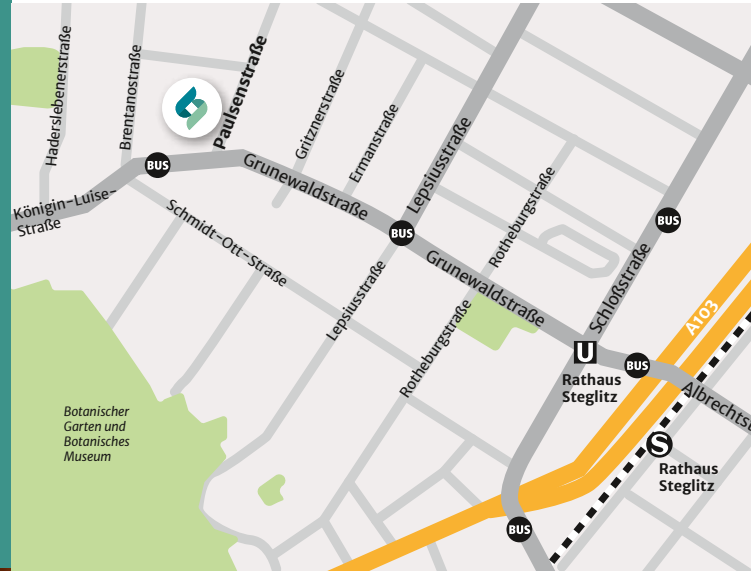 Haderslebenerstraße
Brentanostraße
Paulsenstraße
Gritznerstraße
Ermanstraße
Lepsiusstraße
BUS
Grunewaldstraße
Königin-Luise-
Straße
Schmidt-Ott-Straße
BUS
Rotheburgstraße
BUS
Grunewaldstraße
Lepsiusstraße
Rotheburgstraße
Schloßstraße
A103
U
Rathaus
Steglitz
BUS
Albrechtst
Botanischer
Garten und
Botanisches
Museum
S
Rathaus
Steglitz
BUS